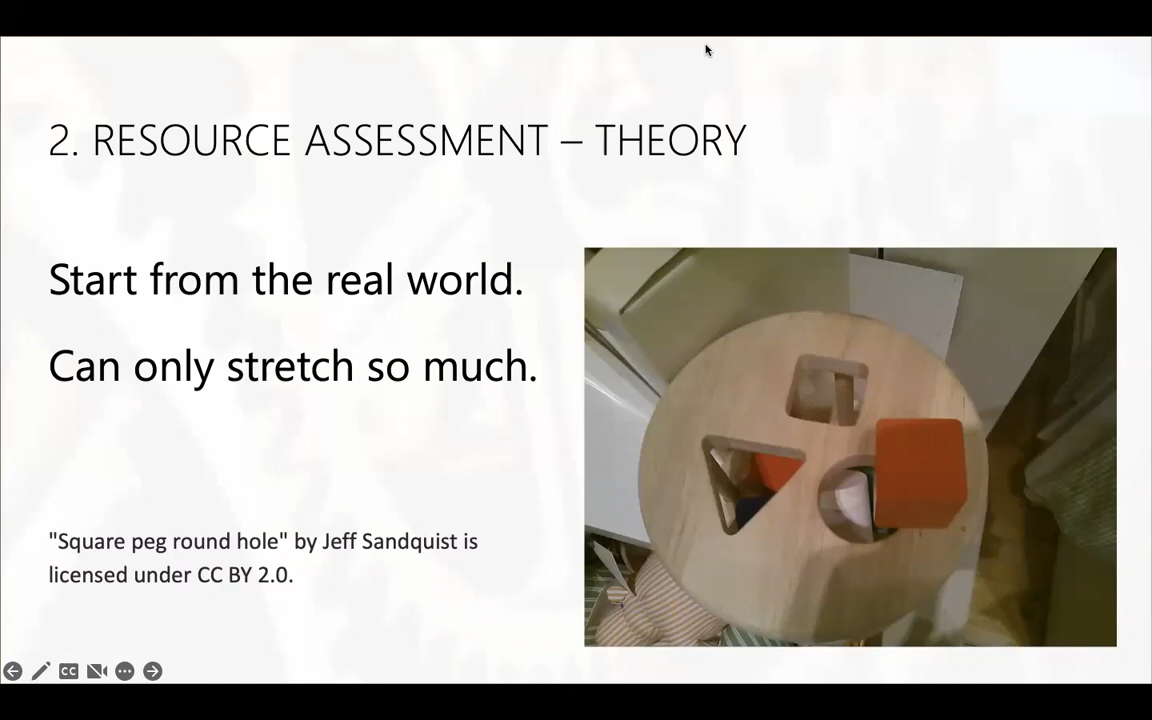 2. RESOURCE ASSESSMENT – THEORY
Start from the real world.
Can only stretch so much.
"Square peg round hole" by Jeff Sandquist is
licensed under CC BY 2.0.
CC